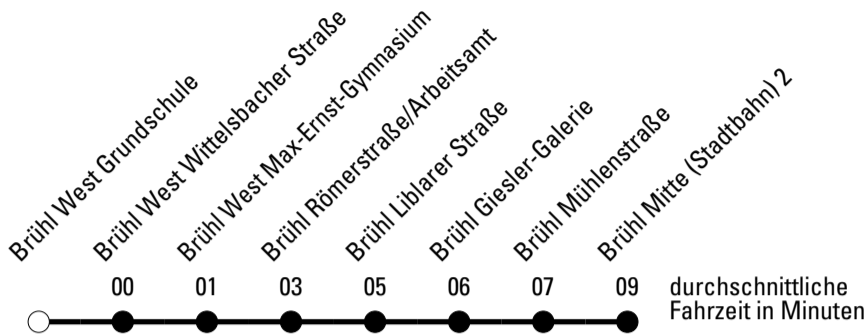 Brühl West Grundschule
Brühl West Wittelsbacher Straße
Brühl West Max-Ernst-Gymnasium
Brühl Römerstraße/Arbeitsamt
Brühl Liblarer Straße
Brühl Giesler-Galerie
Brühl Mühlenstraße
Brühl Mitte (Stadtbahn) 2
00 01 03 05 06 07 09
durchschnittliche
Fahrzeit in Minuten